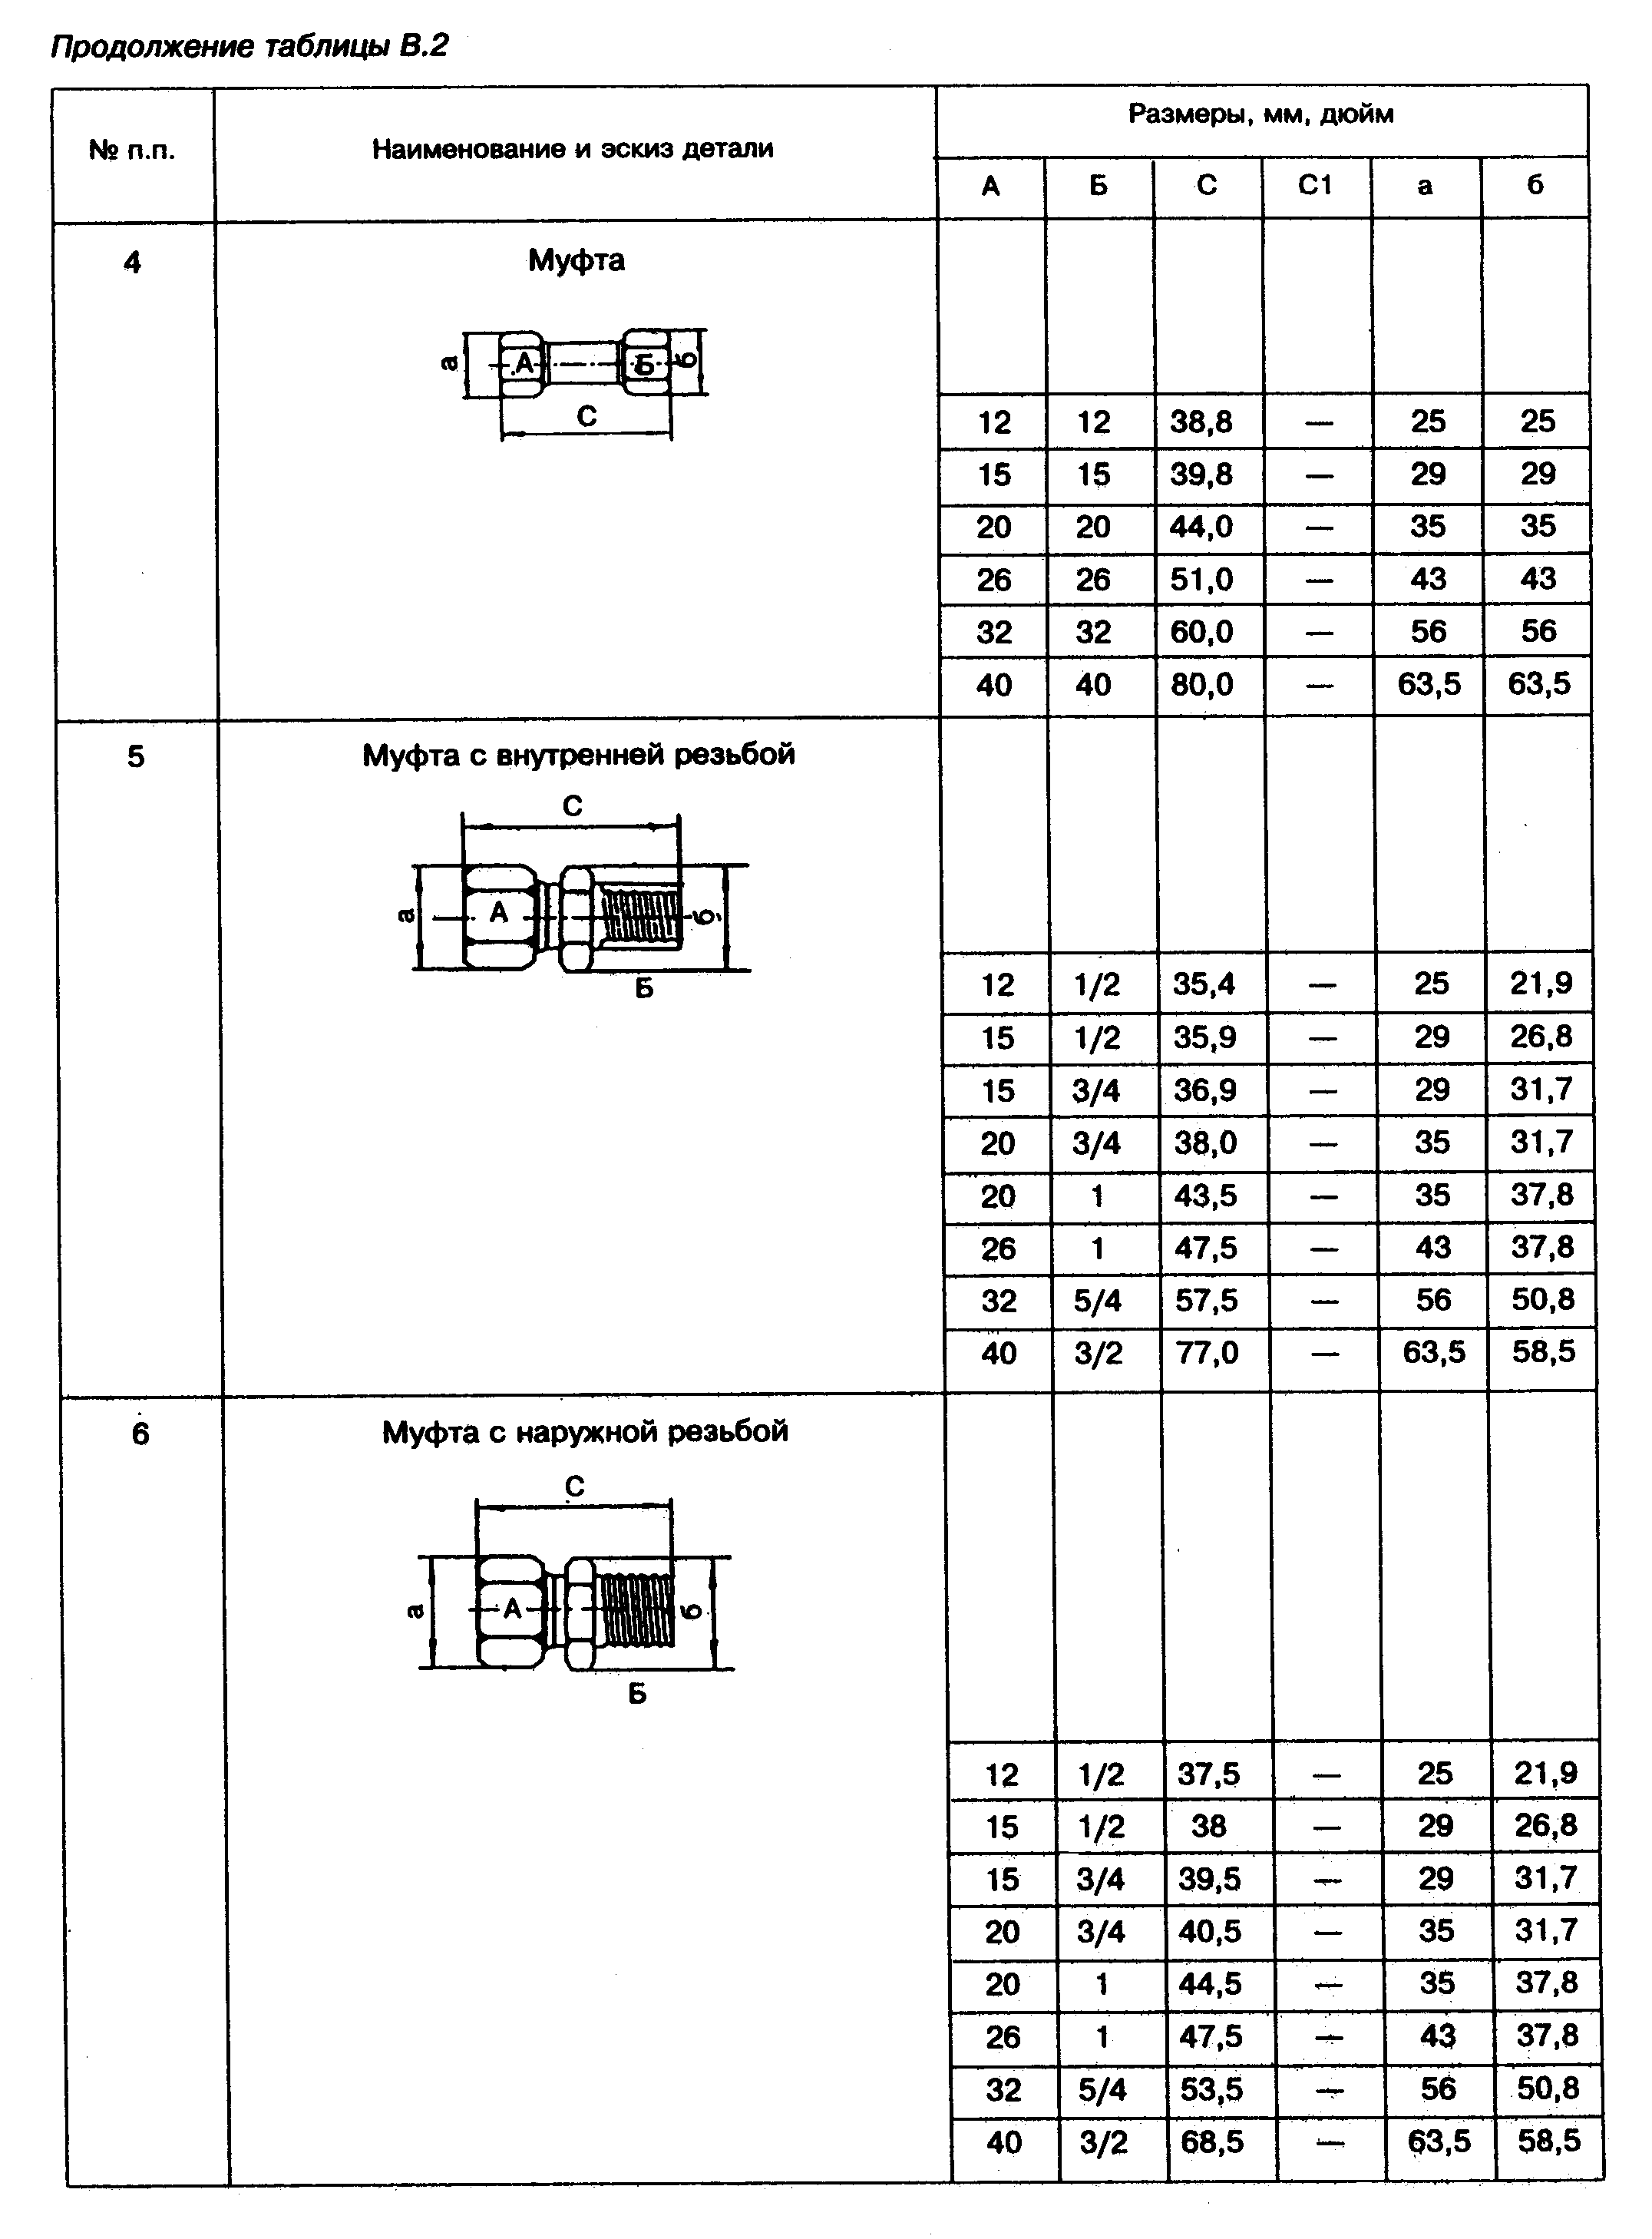 Продолжение таблицы В.2
№ п.п. Наименование и эскиз детали Размеры, мм, дюйм
А Б С С1 а б
4 Муфта
а А Б б
С
12 12 38,8 — 25 25
15 15 39,8 — 29 29
20 20 44,0 — 35 35
26 26 51,0 — 43 43
32 32 60,0 — 56 56
40 40 80,0 — 63,5 63,5
5 Муфта с внутренней резьбой
С
а А б
Б
12 1/2 35,4 — 25 21,9
15 1/2 35,9 — 29 26,8
15 3/4 36,9 — 29 31,7
20 3/4 38,0 — 35 31,7
20 1 43,5 — 35 37,8
26 1 47,5 — 43 37,8
32 5/4 57,5 — 56 50,8
40 3/2 77,0 — 63,5 58,5
6 Муфта с наружной резьбой
С
а А б
Б
12 1/2 37,5 — 25 21,9
15 1/2 38 — 29 26,8
15 3/4 39,5 — 29 31,7
20 3/4 40,5 — 35 31,7
20 1 44,5 — 35 37,8
26 1 47,5 — 43 37,8
32 5/4 53,5 — 56 50,8
40 3/2 68,5 — 63,5 58,5